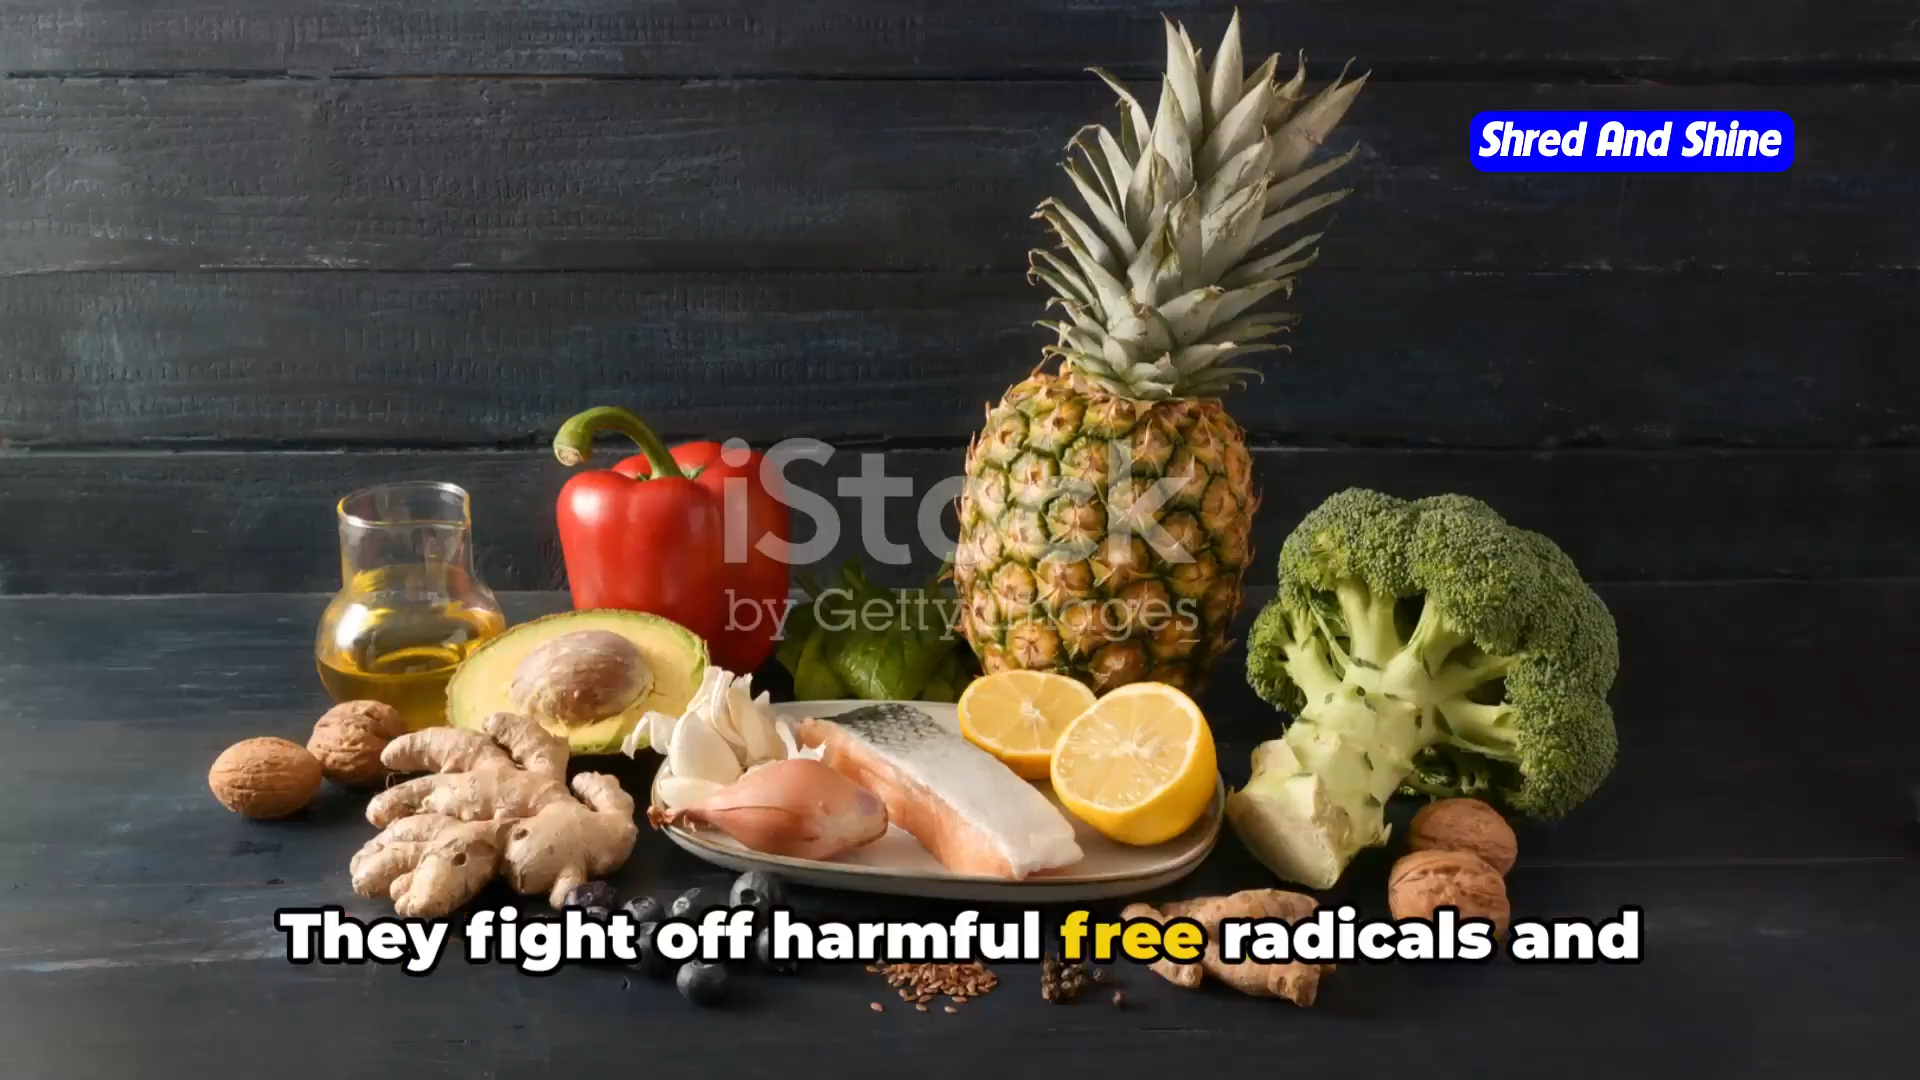 Shred And Shine
iStock
by Getty Images
They fight off harmful free radicals and